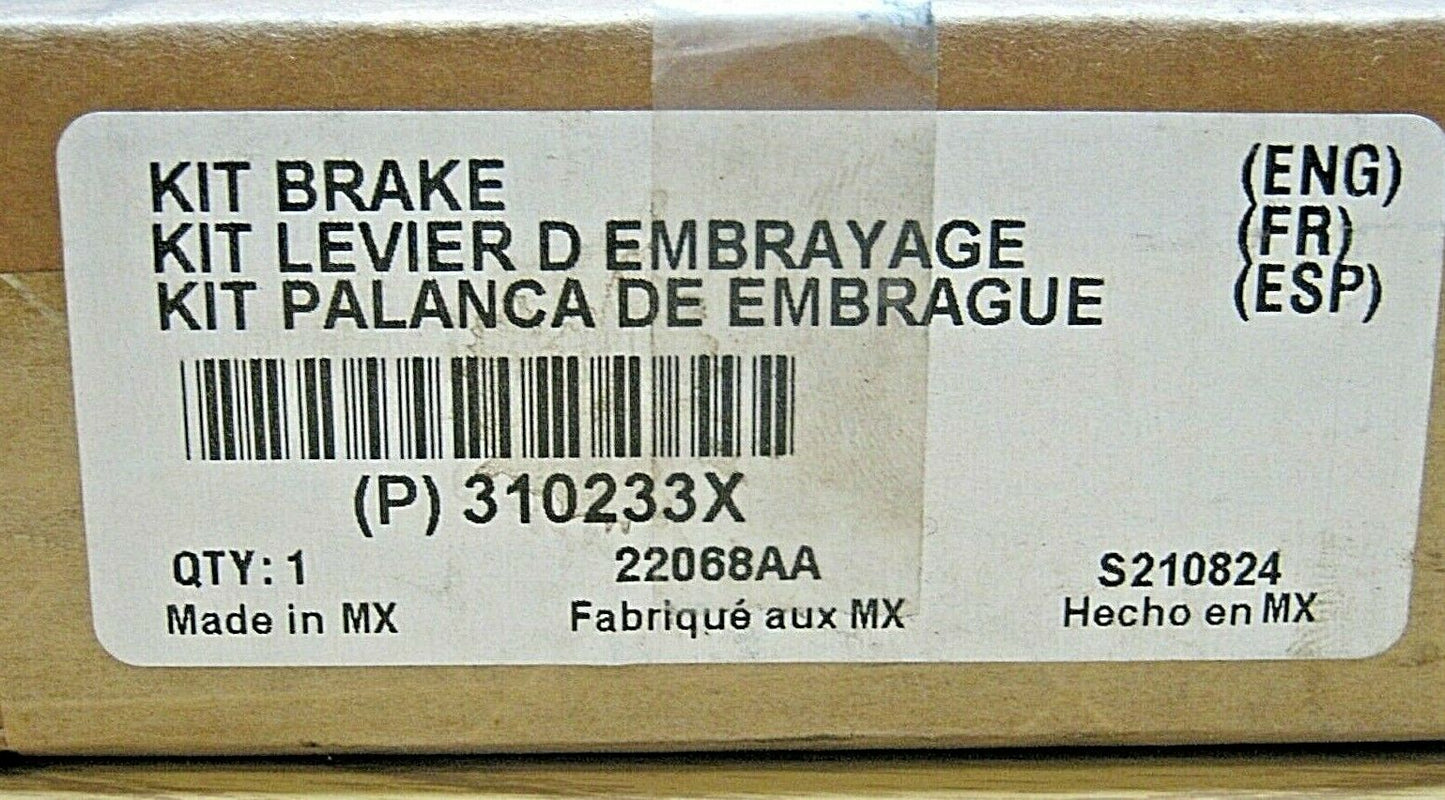 KIT BRAKE (ENG)
KIT LEVIER D EMBRAYAGE (FR)
KIT PALANCA DE EMBRAGUE (ESP)
(P) 310233X
QTY: 1 22068AA S210824
Made in MX Fabriqué aux MX Hecho en MX